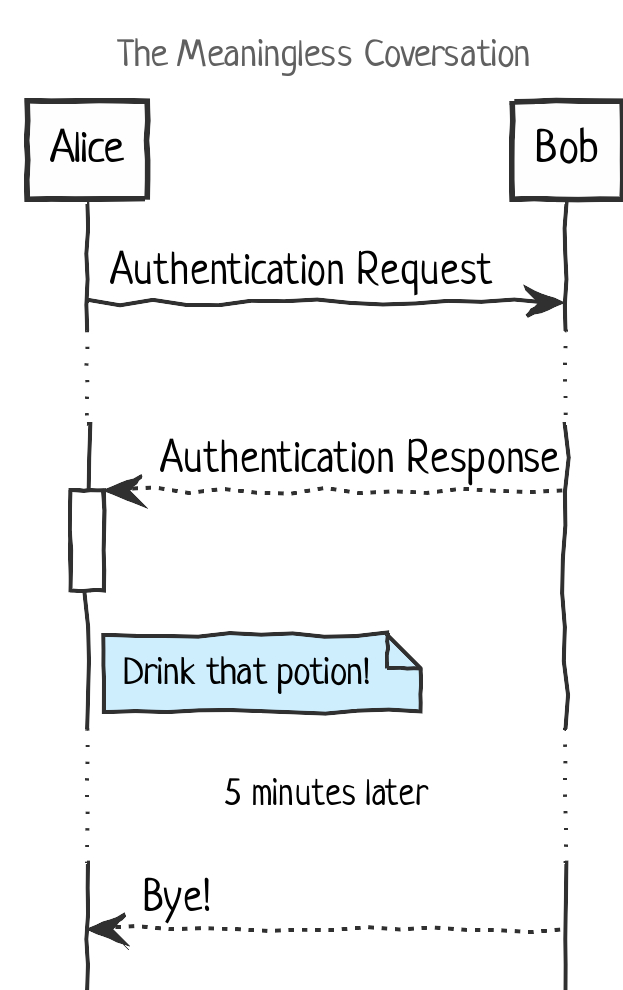 The Meaningless Coversation
Alice
Bob
Authentication Request
Authentication Response
Drink that potion!
5 minutes later
Bye!